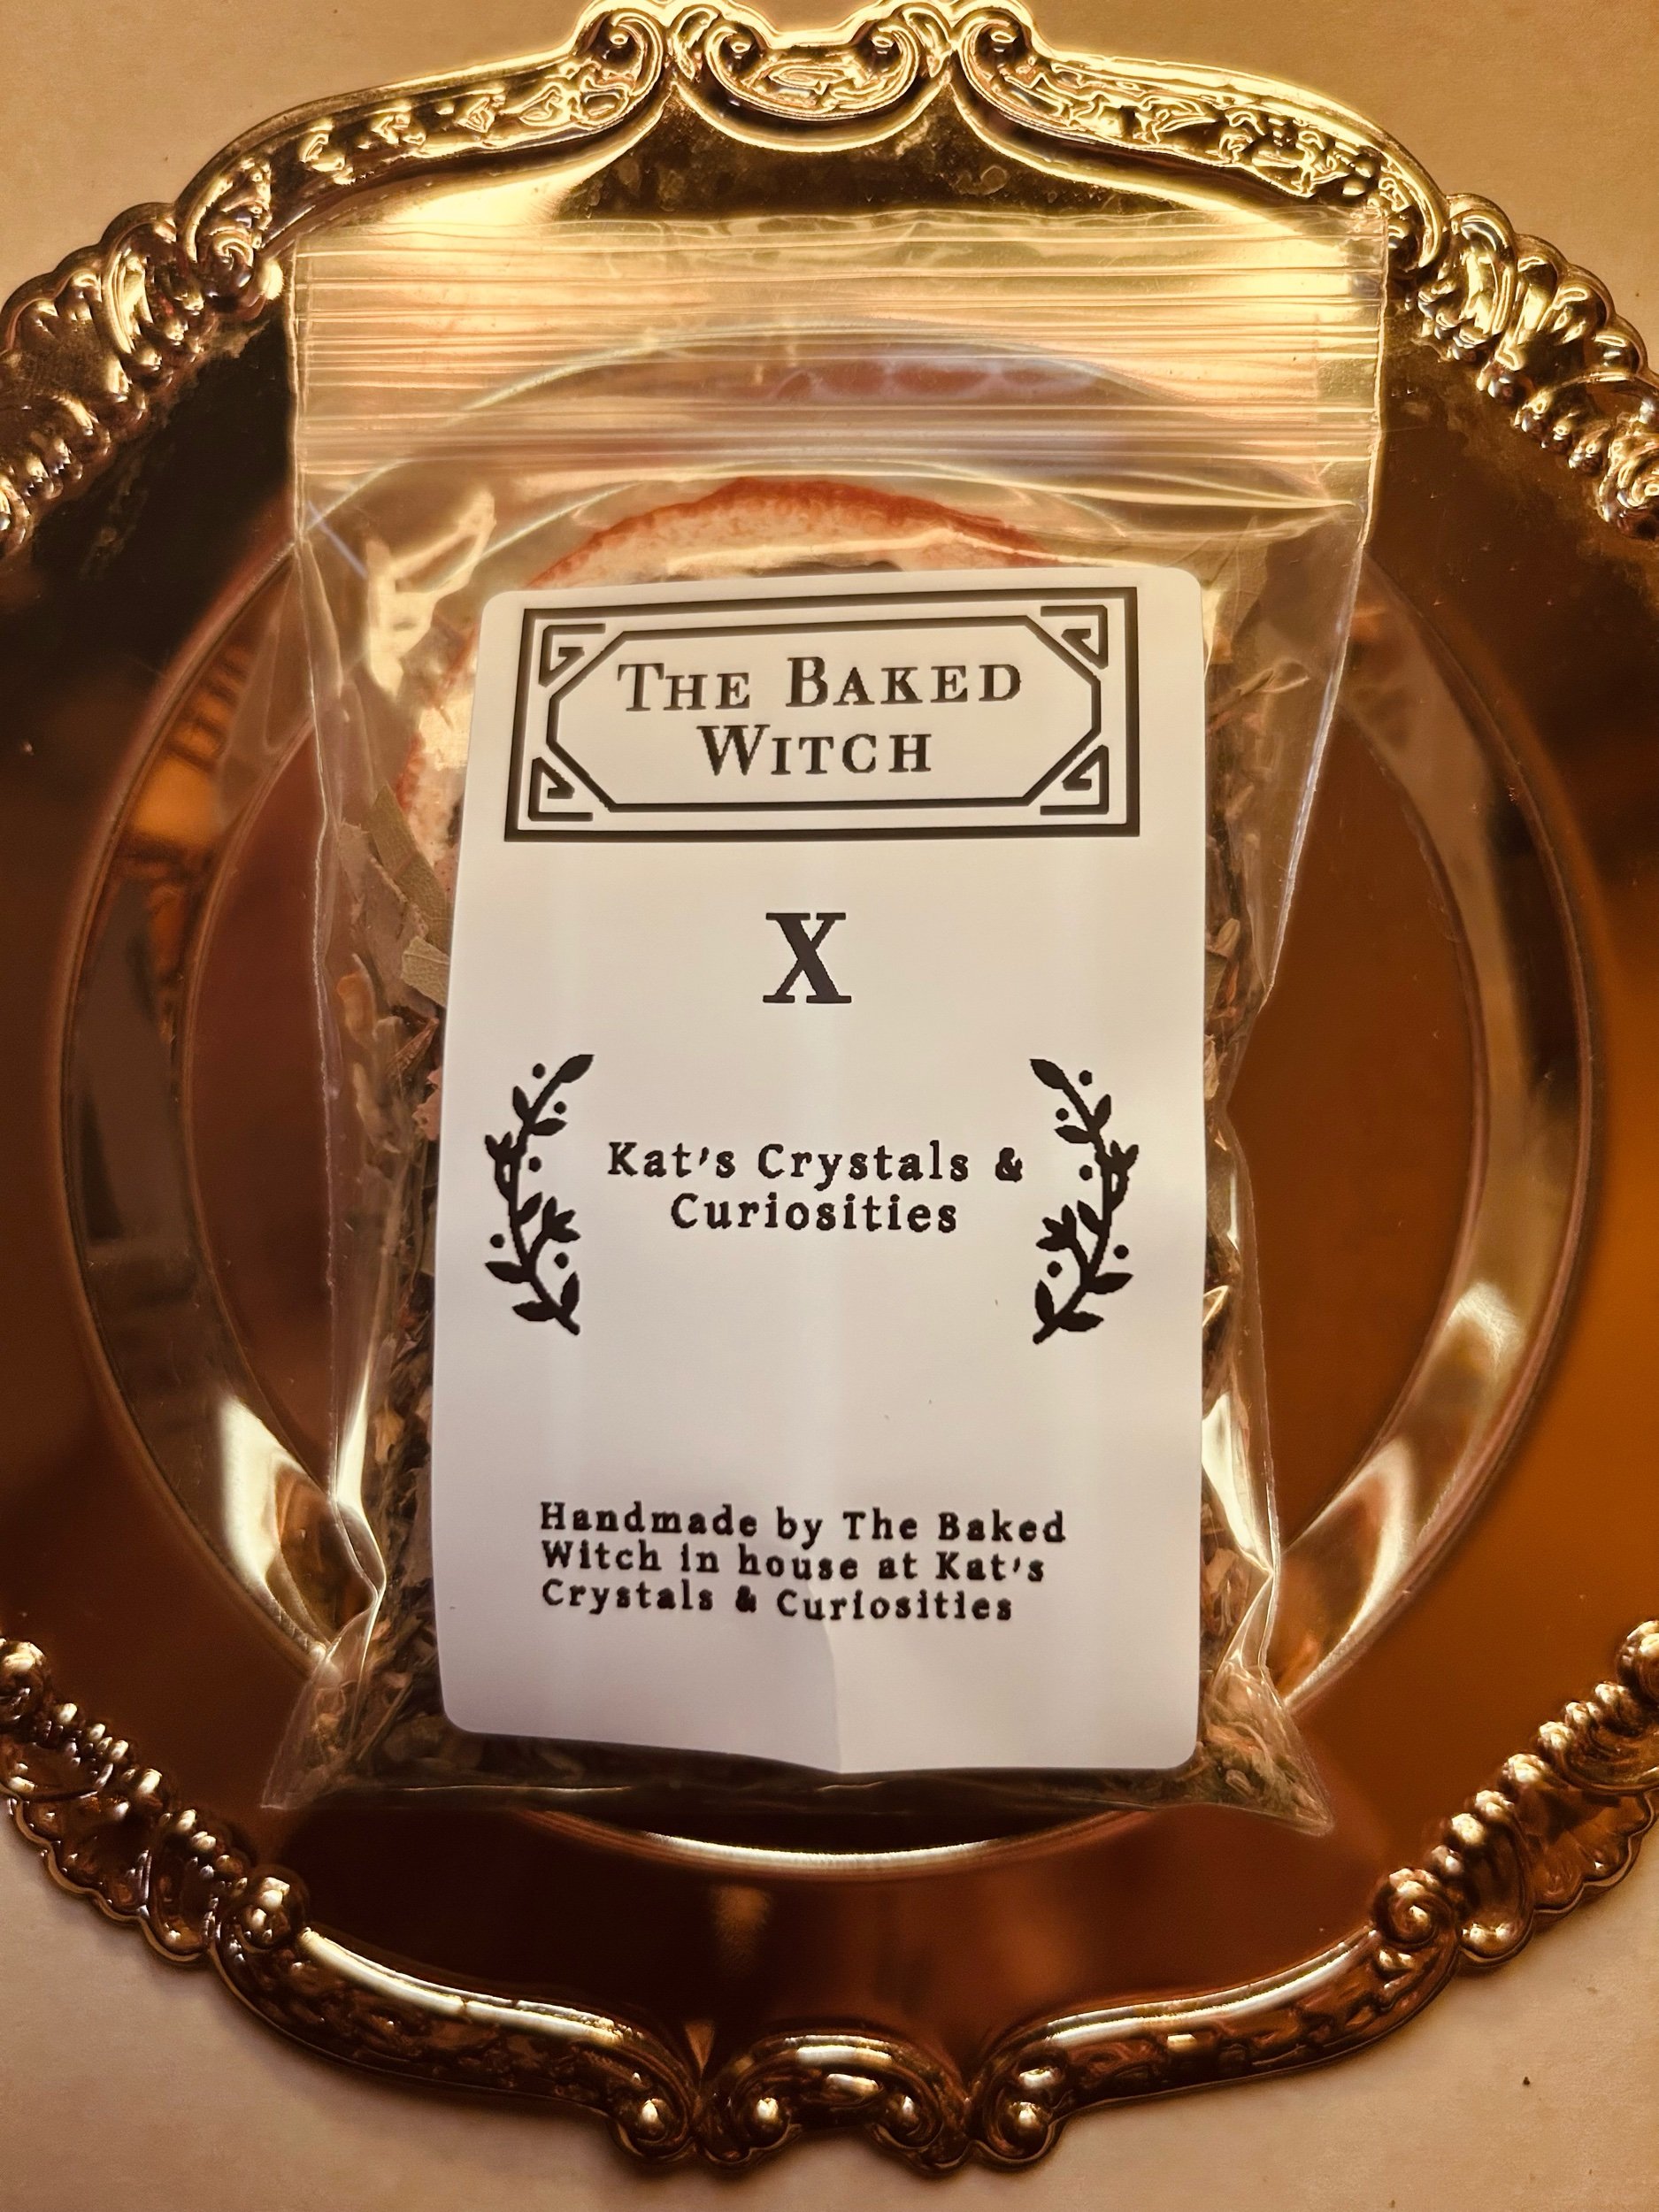 THE BAKED
WITCH
X
Kat's Crystals &
Curiosities
Handmade by The Baked
Witch in house at Kat's
Crystals & Curiosities